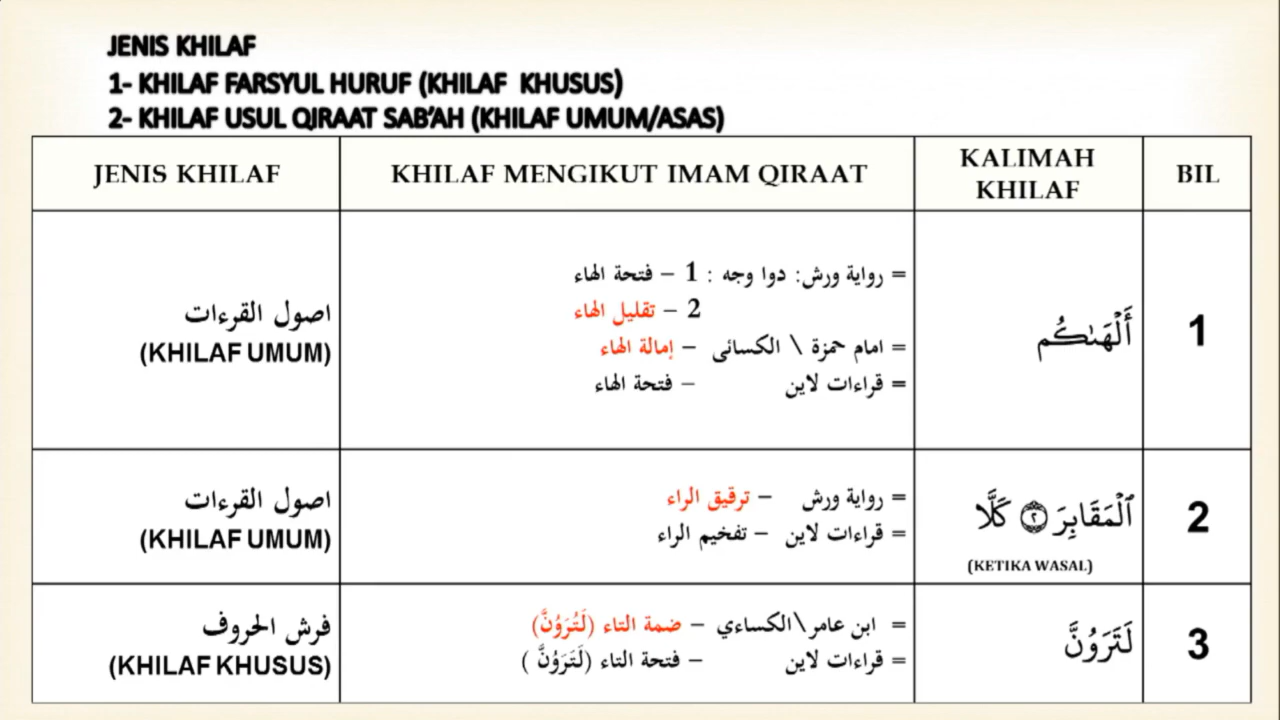 JENIS KHILAF
1- KHILAF FARSYUL HURUF (KHILAF KHUSUS)
2- KHILAF USUL QIRAAT SAB’AH (KHILAF UMUM/ASAS)
BIL
KALIMAH
KHILAF
KHILAF MENGIKUT IMAM QIRAAT
JENIS KHILAF
1
أَلْهَىٰكُم
= رواية ورش: دوا وجه : 1 – فتحة الهاء
2 – تقليل الهاء
= امام حمزة \ الكسائى – إمالة الهاء
= قراءات لاين – فتحة الهاء
اصول القرءات
(KHILAF UMUM)
2
ٱلْمَقَابِرَ ٢ كَلَّا
(KETIKA WASAL)
= رواية ورش – ترقيق الراء
= قراءات لاين – تفخيم الراء
اصول القرءات
(KHILAF UMUM)
3
لَتَرَوُنَّ
= ابن عامر\الكساءي – ضمة التاء (لَتُرَوُنَّ)
= قراءات لاين – فتحة التاء (لَتَرَوُنَّ )
فرش الحروف
(KHILAF KHUSUS)